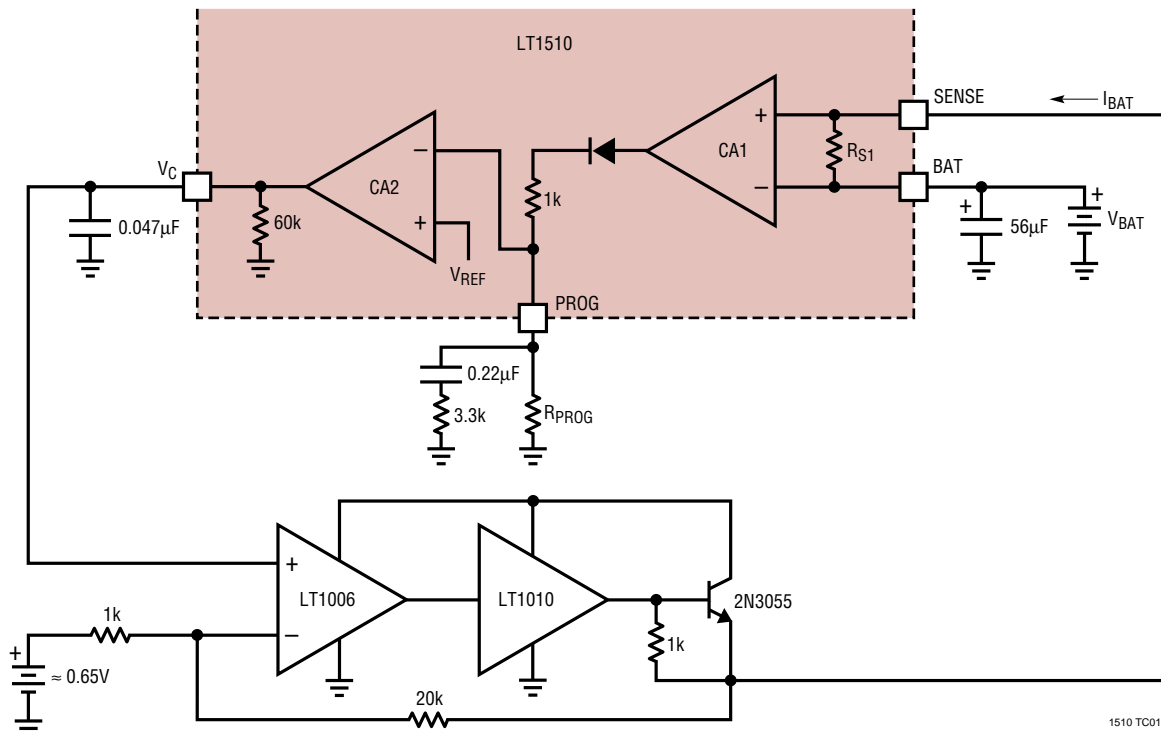 LT1510
SENSE
I_BAT
+
CA1
R_S1
−
BAT
+
56μF
+
V_BAT
V_C
0.047μF
60k
CA2
−
+
V_REF
1k
PROG
0.22μF
3.3k
R_PROG
+
LT1006
−
LT1010
2N3055
1k
1k
+
≈ 0.65V
20k
1510 TC01